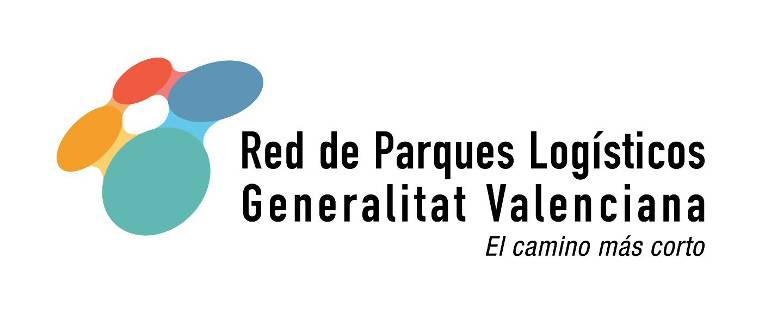 Red de Parques Logísticos
Generalitat Valenciana
El camino más corto